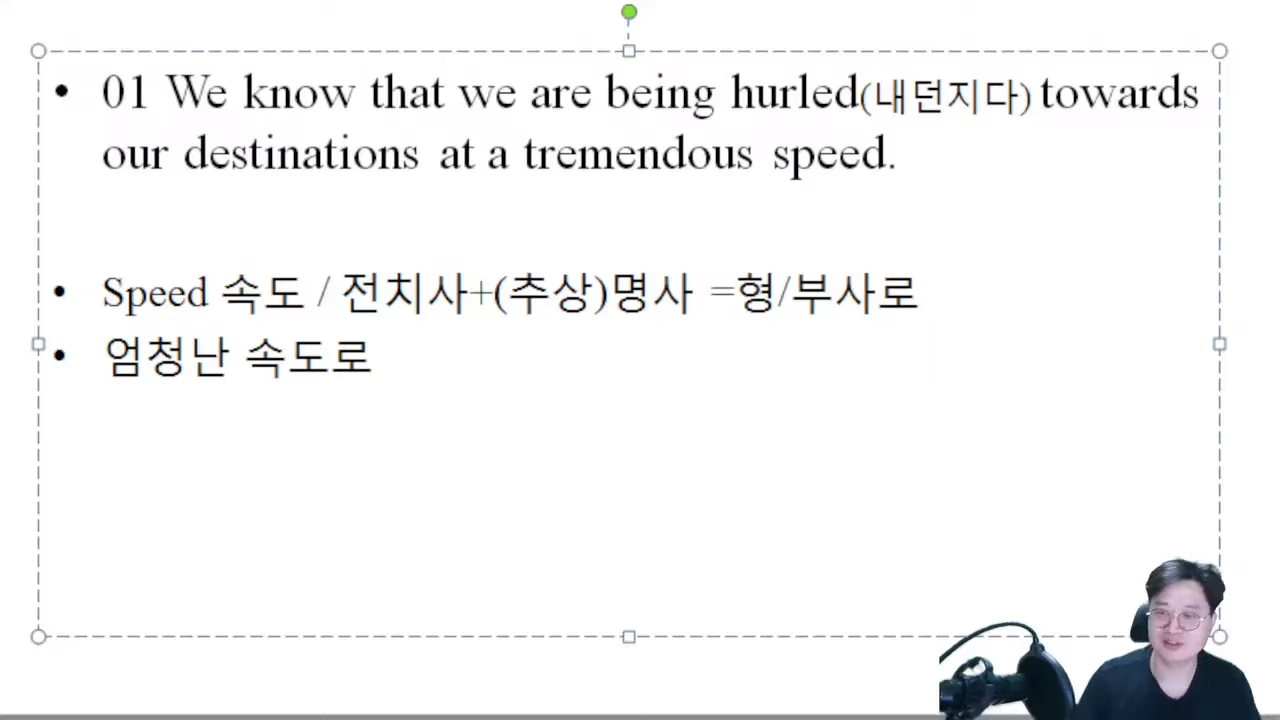 • 01 We know that we are being hurled(내던지다) towards
our destinations at a tremendous speed.
• Speed 속도 / 전치사+(추상)명사 =형/부사로
• 엄청난 속도로